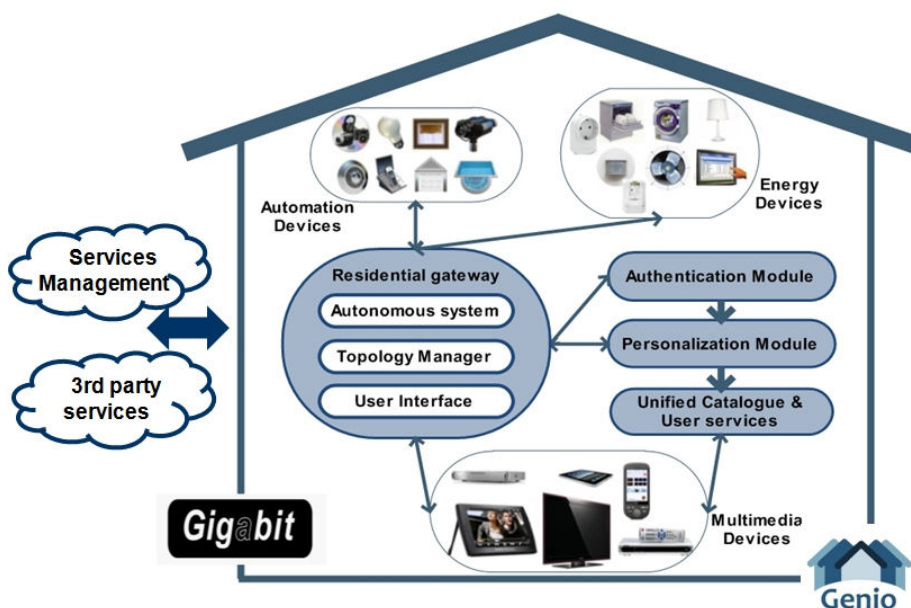 Automation
Devices
Energy
Devices
Services
Management
3rd party
services
Residential gateway
Autonomous system
Topology Manager
User Interface
Authentication Module
Personalization Module
Unified Catalogue &
User services
Multimedia
Devices
Gigabit
Genio